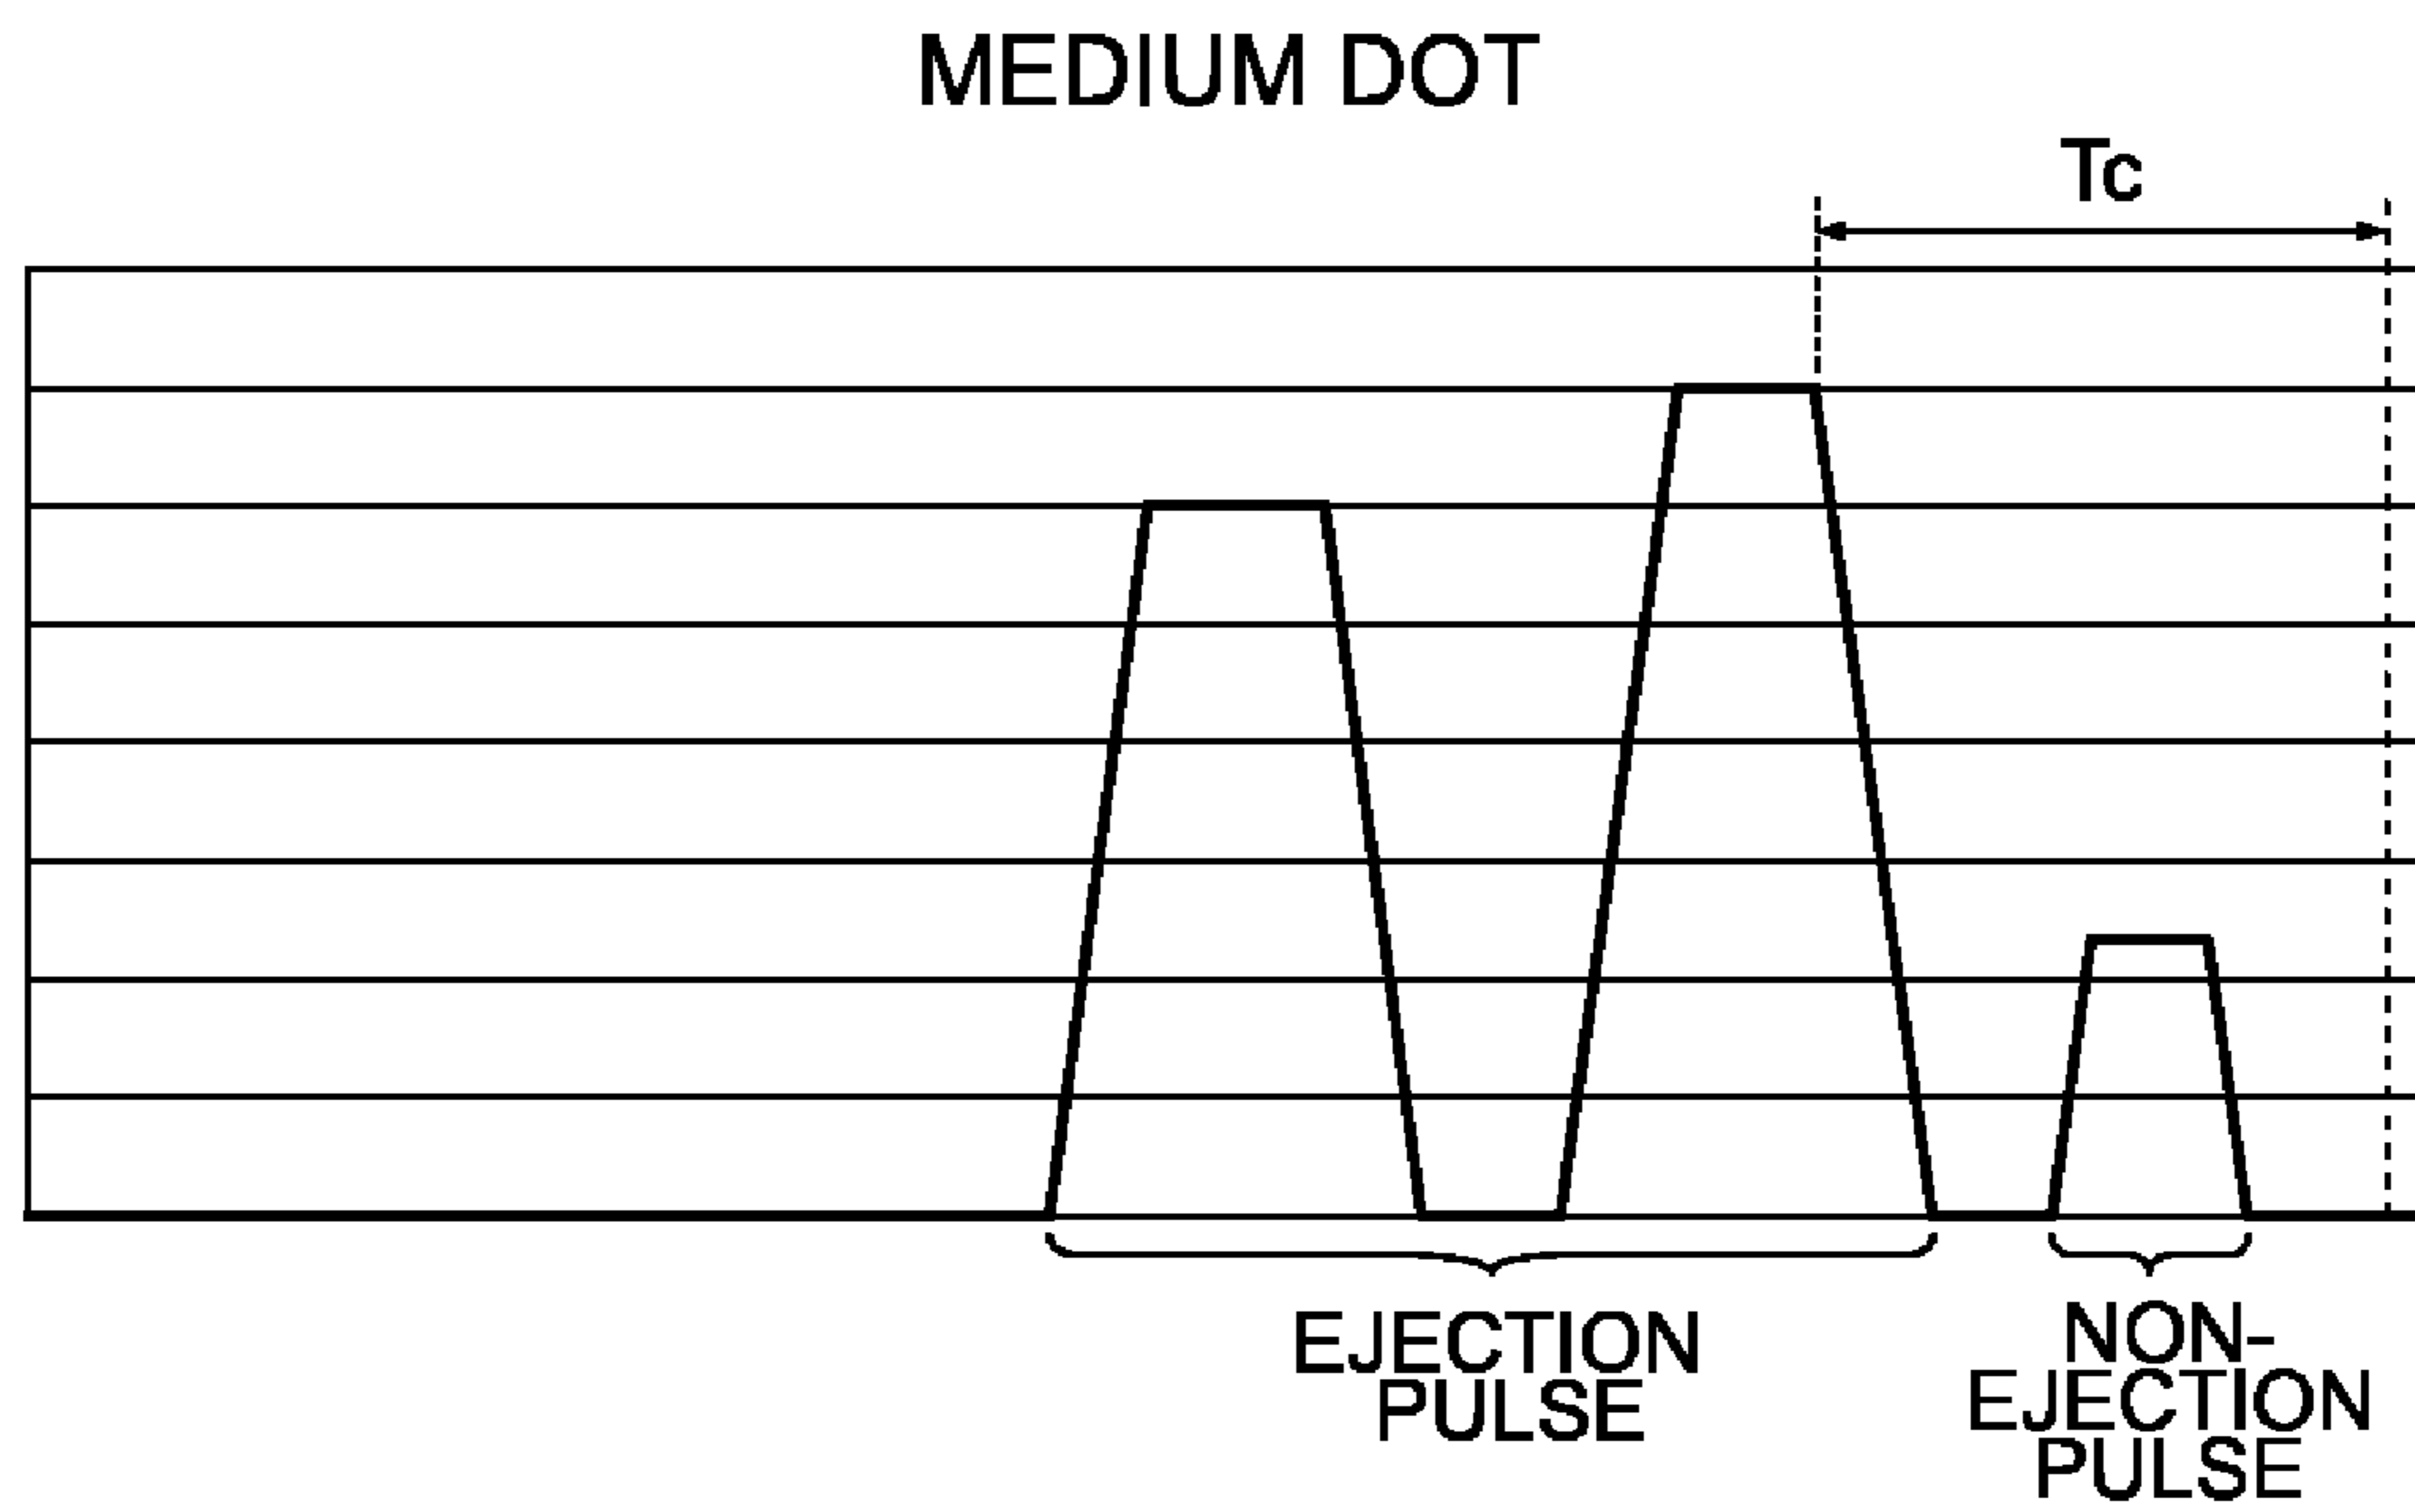 MEDIUM DOT
Tc
EJECTION
PULSE
NON-
EJECTION
PULSE